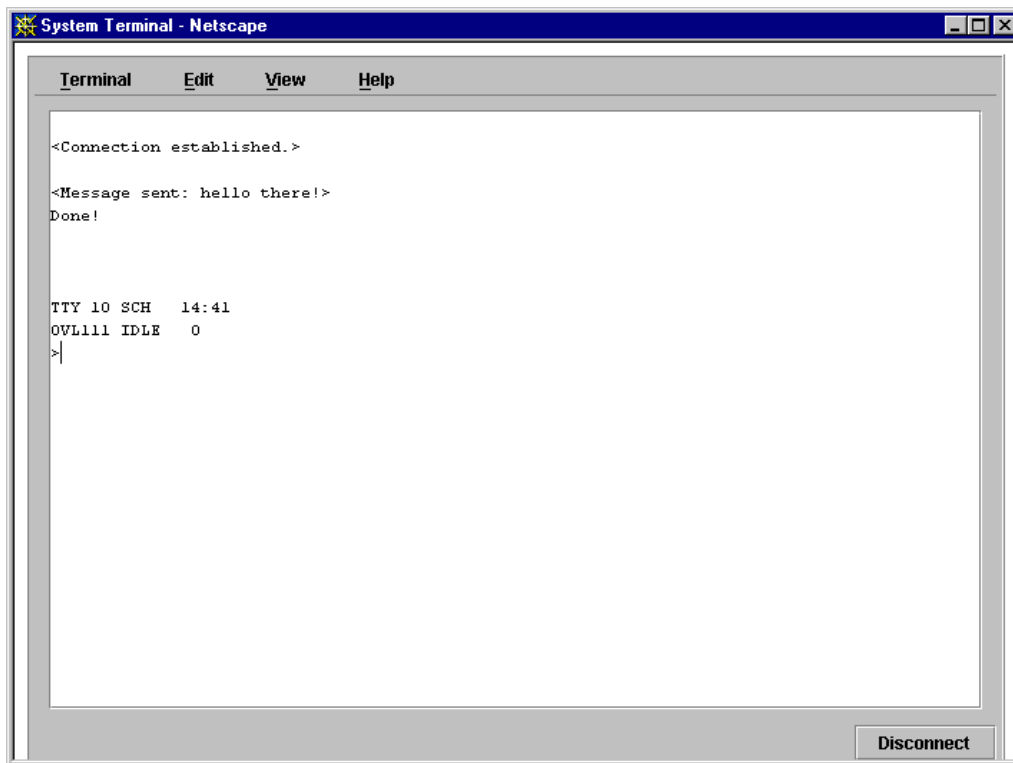 System Terminal - Netscape
Terminal Edit View Help
<Connection established.>
<Message sent: hello there!>
Done!
TTY 10 SCH 14:41
OVL111 IDLE 0
>
Disconnect